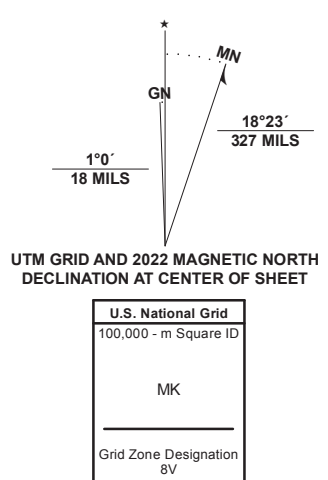 ★
MN
GN
18°23´
327 MILS
1°0´
18 MILS
UTM GRID AND 2022 MAGNETIC NORTH
DECLINATION AT CENTER OF SHEET
U.S. National Grid
100,000 - m Square ID
MK
Grid Zone Designation
8V